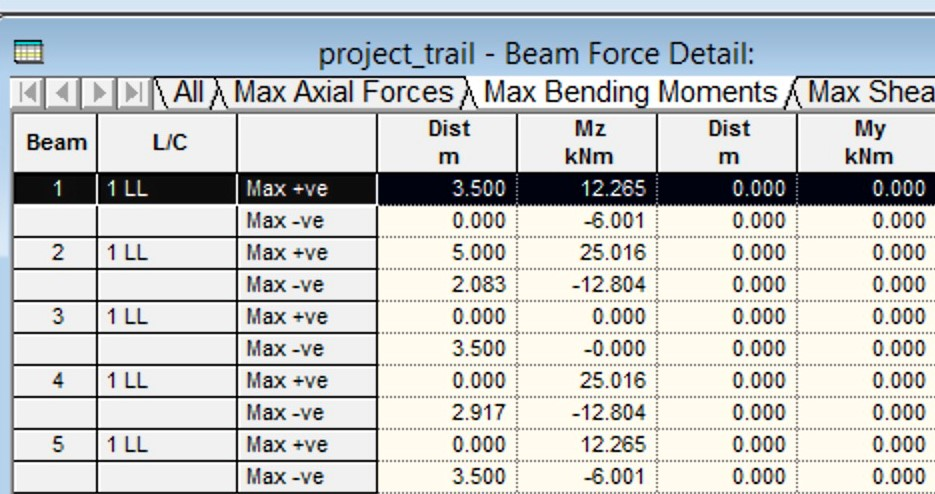 project_trail - Beam Force Detail:
All Max Axial Forces Max Bending Moments Max Shea
Beam L/C Dist m Mz kNm Dist m My kNm
1 1 LL Max +ve 3.500 12.265 0.000 0.000
Max -ve 0.000 -6.001 0.000 0.000
2 1 LL Max +ve 5.000 25.016 0.000 0.000
Max -ve 2.083 -12.804 0.000 0.000
3 1 LL Max +ve 0.000 0.000 0.000 0.000
Max -ve 3.500 -0.000 0.000 0.000
4 1 LL Max +ve 0.000 25.016 0.000 0.000
Max -ve 2.917 -12.804 0.000 0.000
5 1 LL Max +ve 0.000 12.265 0.000 0.000
Max -ve 3.500 -6.001 0.000 0.000